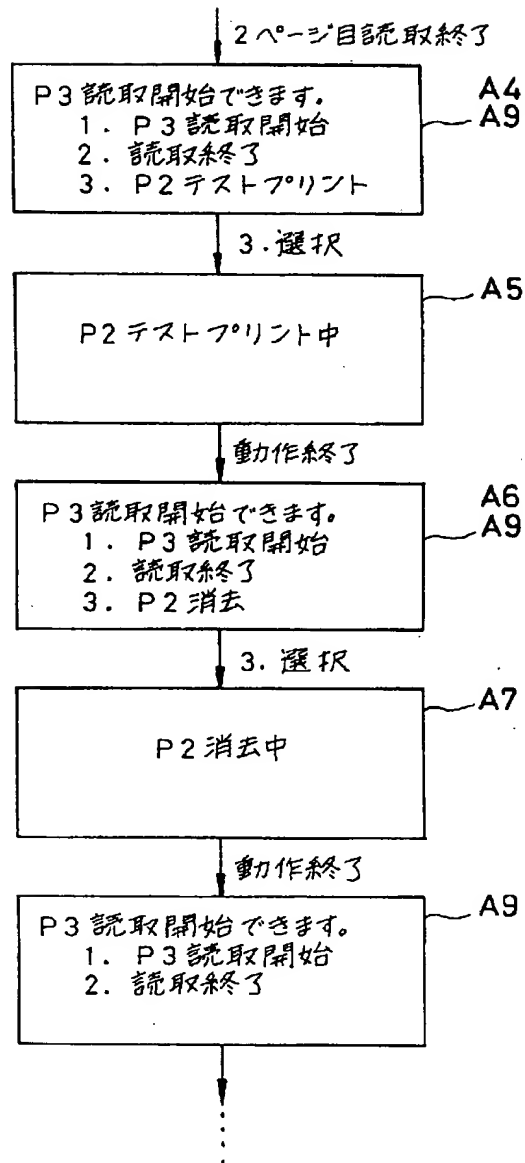 2ページ目読取終了
P3読取開始できます。
1. P3読取開始
2. 読取終了
3. P2テストプリント
A4
A9
3.選択
P2テストプリント中
A5
動作終了
P3読取開始できます。
1. P3読取開始
2. 読取終了
3. P2消去
A6
A9
3.選択
P2消去中
A7
動作終了
P3読取開始できます。
1. P3読取開始
2. 読取終了
A9